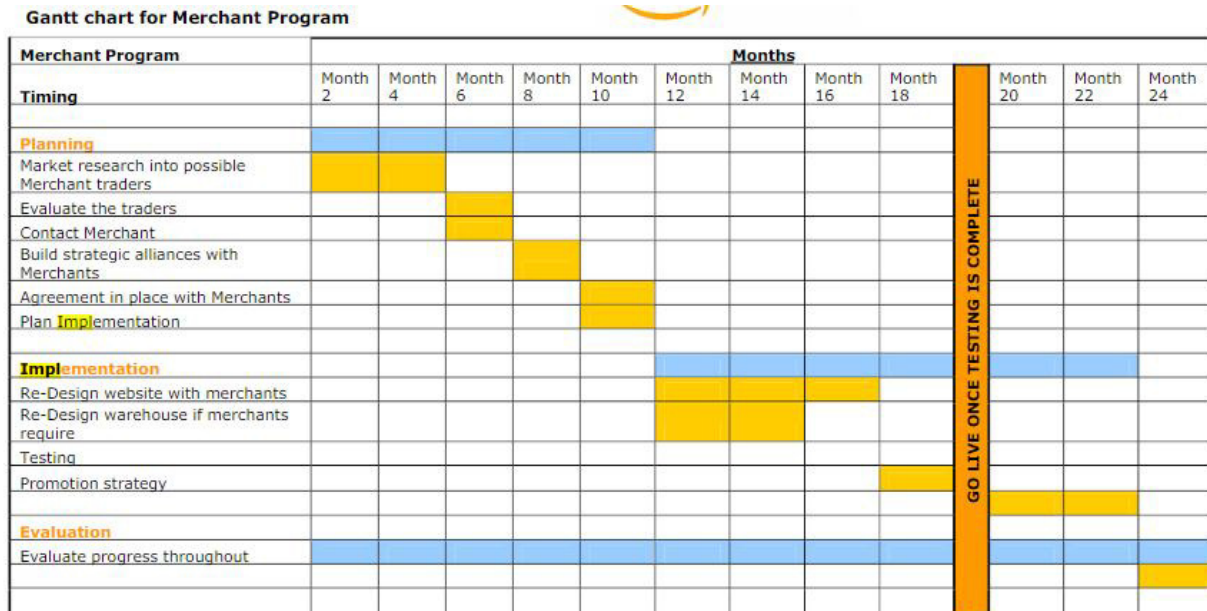 Gantt chart for Merchant Program
Merchant Program
Months
Timing
Month 2
Month 4
Month 6
Month 8
Month 10
Month 12
Month 14
Month 16
Month 18
Month 20
Month 22
Month 24
GO LIVE ONCE TESTING IS COMPLETE
Planning
Market research into possible
Merchant traders
Evaluate the traders
Contact Merchant
Build strategic alliances with
Merchants
Agreement in place with Merchants
Plan Implementation
Implementation
Re-Design website with merchants
Re-Design warehouse if merchants
require
Testing
Promotion strategy
Evaluation
Evaluate progress throughout